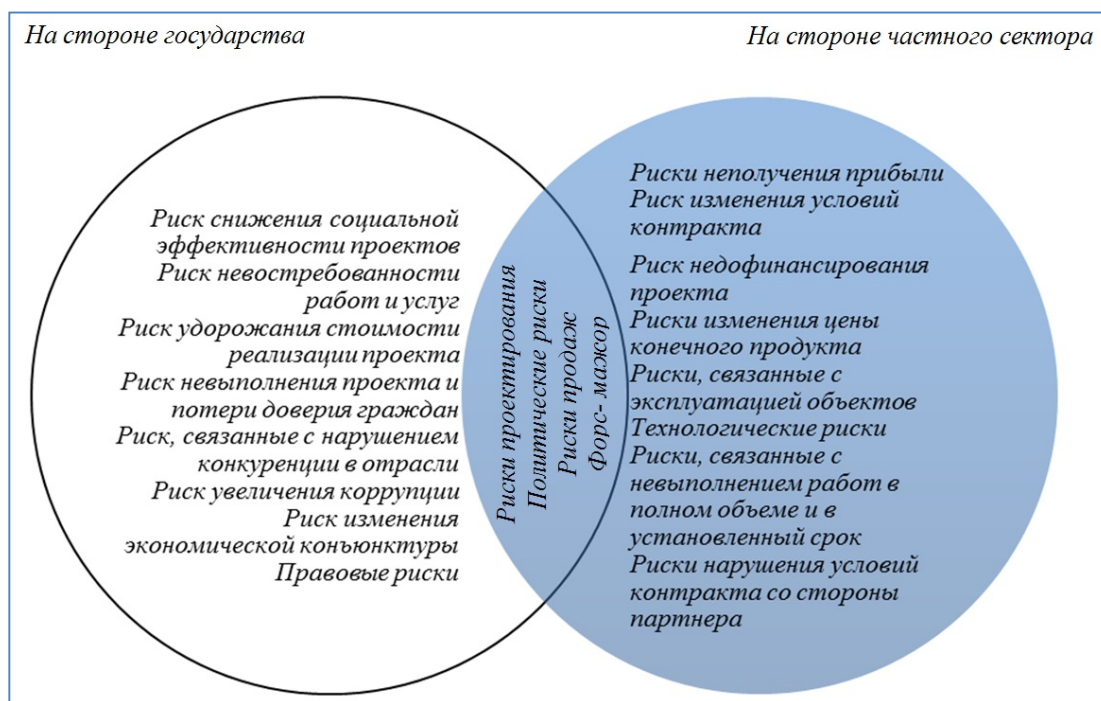 На стороне государства
На стороне частного сектора
Риск снижения социальной
эффективности проектов
Риск невостребованности
работ и услуг
Риск удорожания стоимости
реализации проекта
Риск невыполнения проекта и
потери доверия граждан
Риск, связанные с нарушением
конкуренции в отрасли
Риск увеличения коррупции
Риск изменения
экономической конъюнктуры
Правовые риски
Риски проектирования
Политические риски
Риски продаж
Форс- мажор
Риски неполучения прибыли
Риск изменения условий
контракта
Риск недофинансирования
проекта
Риски изменения цены
конечного продукта
Риски, связанные с
эксплуатацией объектов
Технологические риски
Риски, связанные с
невыполнением работ в
полном объеме и в
установленный срок
Риски нарушения условий
контракта со стороны
партнера